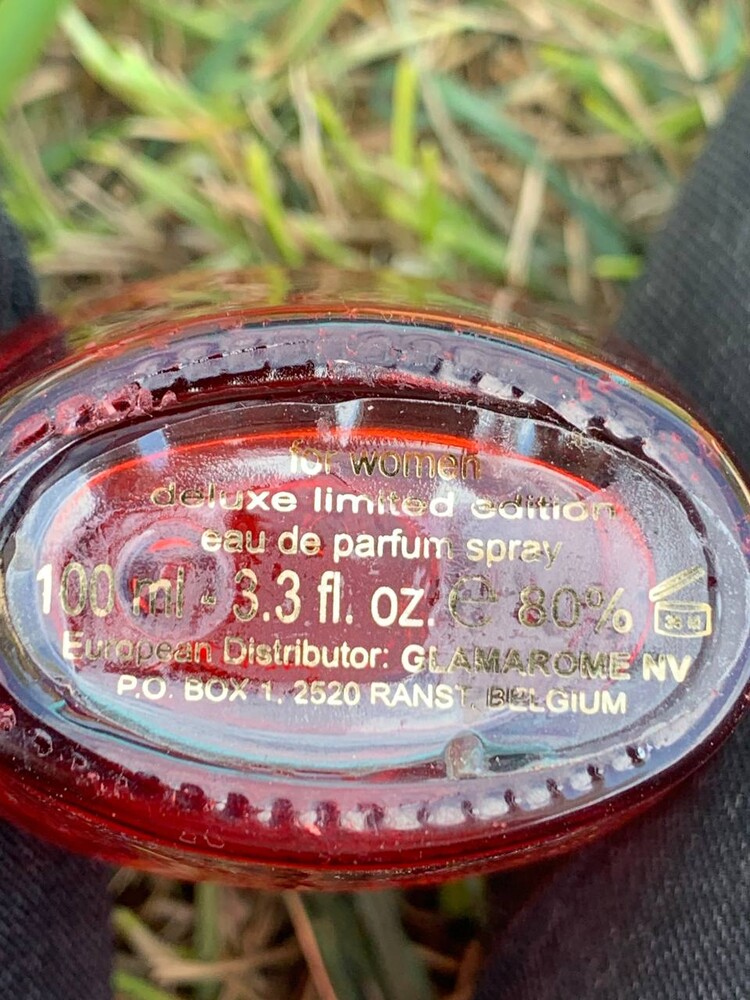 for women
deluxe limited edition
eau de parfum spray
100 ml - 3.3 fl. oz. ℮ 80%
European Distributor: GLAMAROME NV
P.O. BOX 1, 2520 RANST, BELGIUM